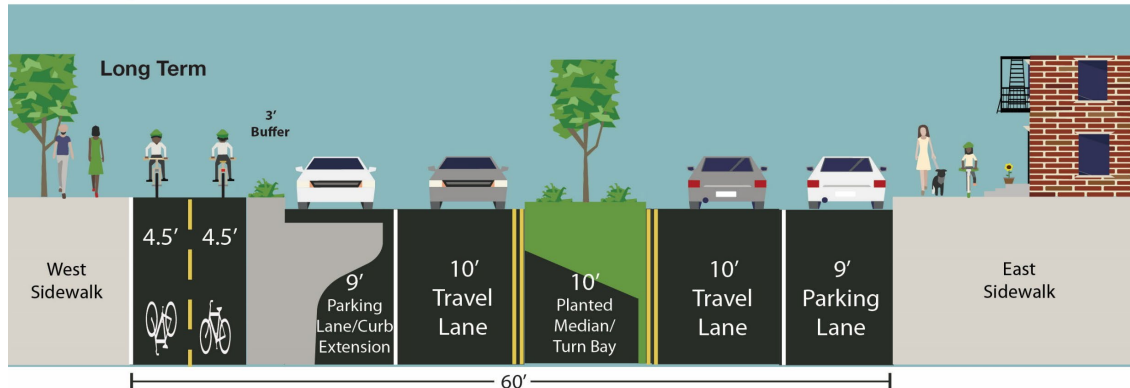 Long Term
3’
Buffer
4.5’ 4.5’
West
Sidewalk
9’
Parking
Lane/Curb
Extension
10’
Travel
Lane
10’
Planted
Median/
Turn Bay
10’
Travel
Lane
9’
Parking
Lane
East
Sidewalk
60’